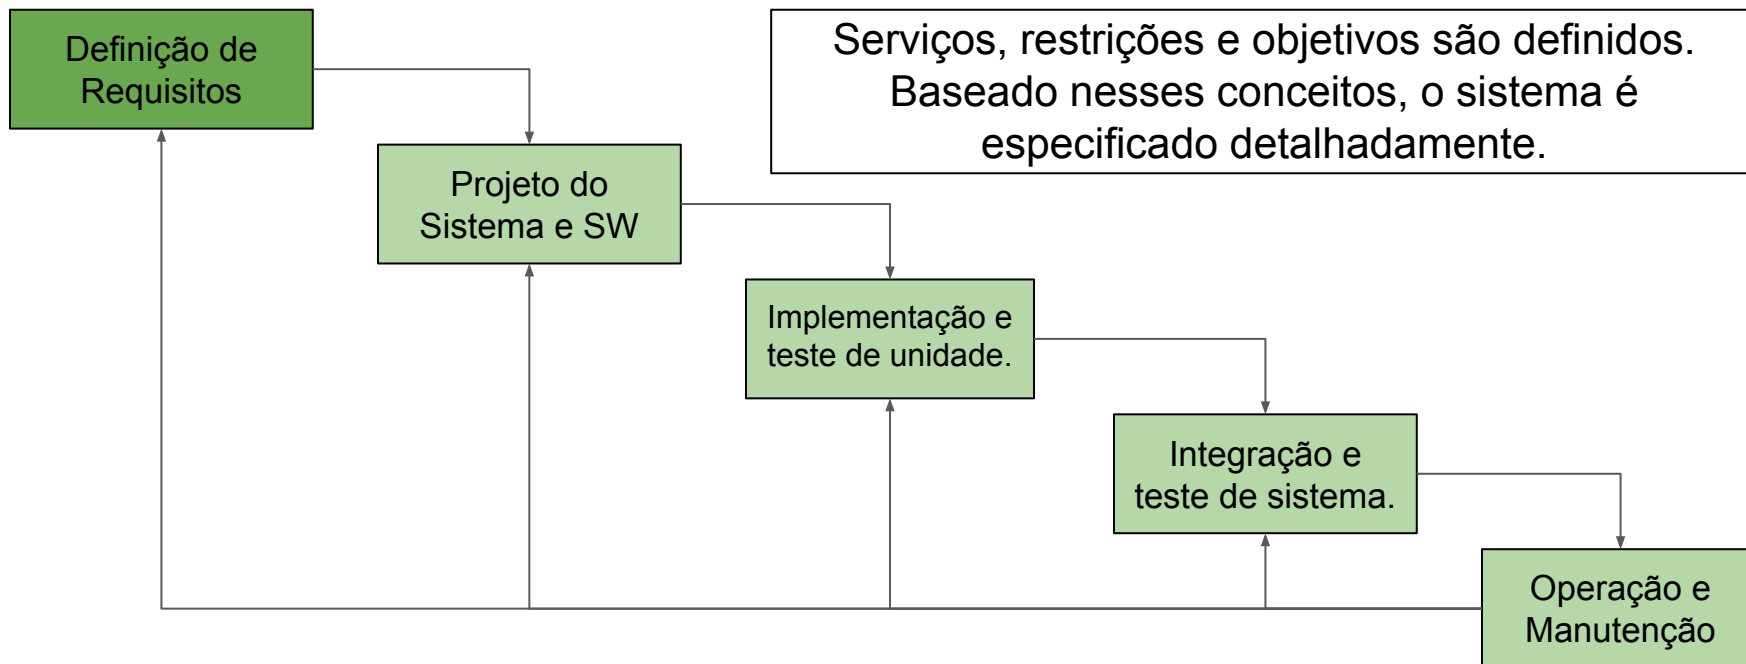 Definição de
Requisitos
Serviços, restrições e objetivos são definidos.
Baseado nesses conceitos, o sistema é
especificado detalhadamente.
Projeto do
Sistema e SW
Implementação e
teste de unidade.
Integração e
teste de sistema.
Operação e
Manutenção